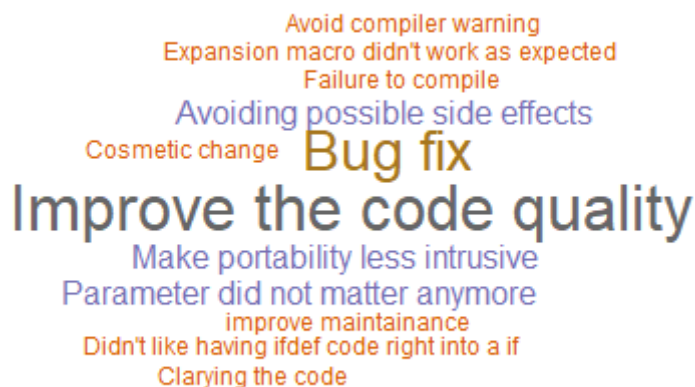 Avoid compiler warning
Expansion macro didn't work as expected
Failure to compile
Avoiding possible side effects
Cosmetic change Bug fix
Improve the code quality
Make portability less intrusive
Parameter did not matter anymore
improve maintainance
Didn't like having ifdef code right into a if
Clarying the code